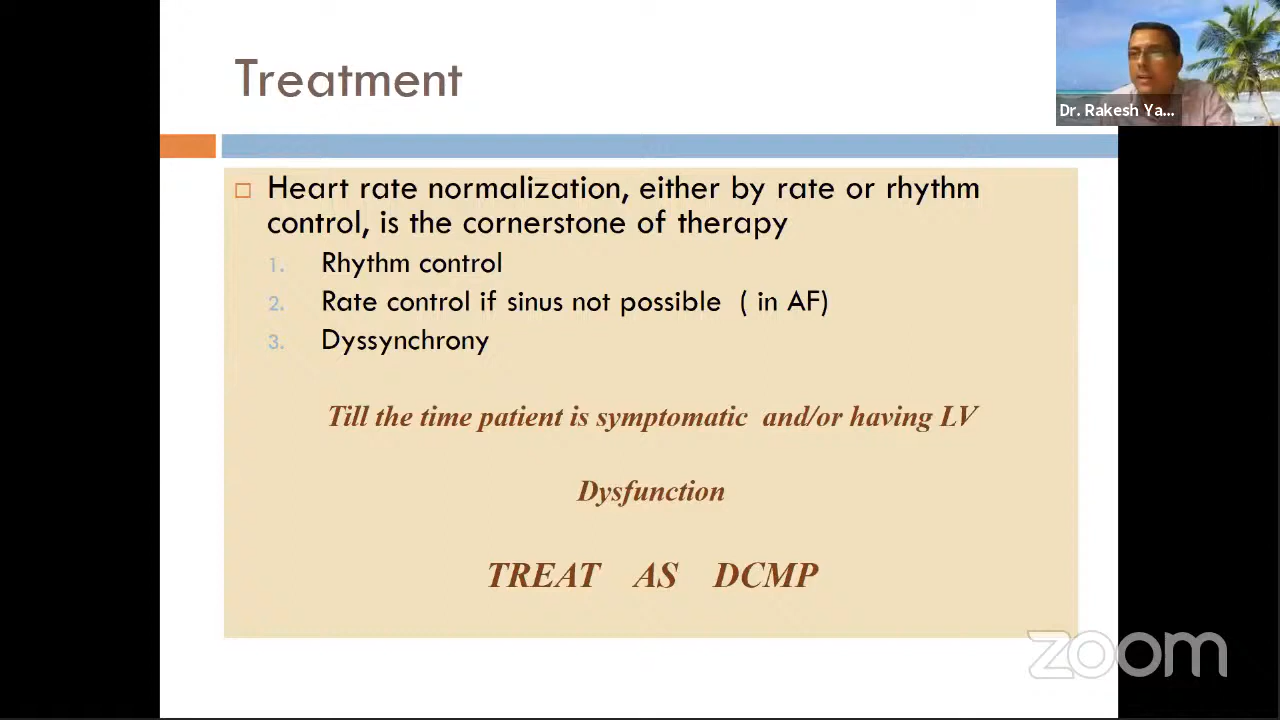 Treatment
Dr. Rakesh Ya...
Heart rate normalization, either by rate or rhythm
control, is the cornerstone of therapy
1. Rhythm control
2. Rate control if sinus not possible ( in AF)
3. Dyssynchrony
Till the time patient is symptomatic and/or having LV
Dysfunction
TREAT AS DCMP
zoom